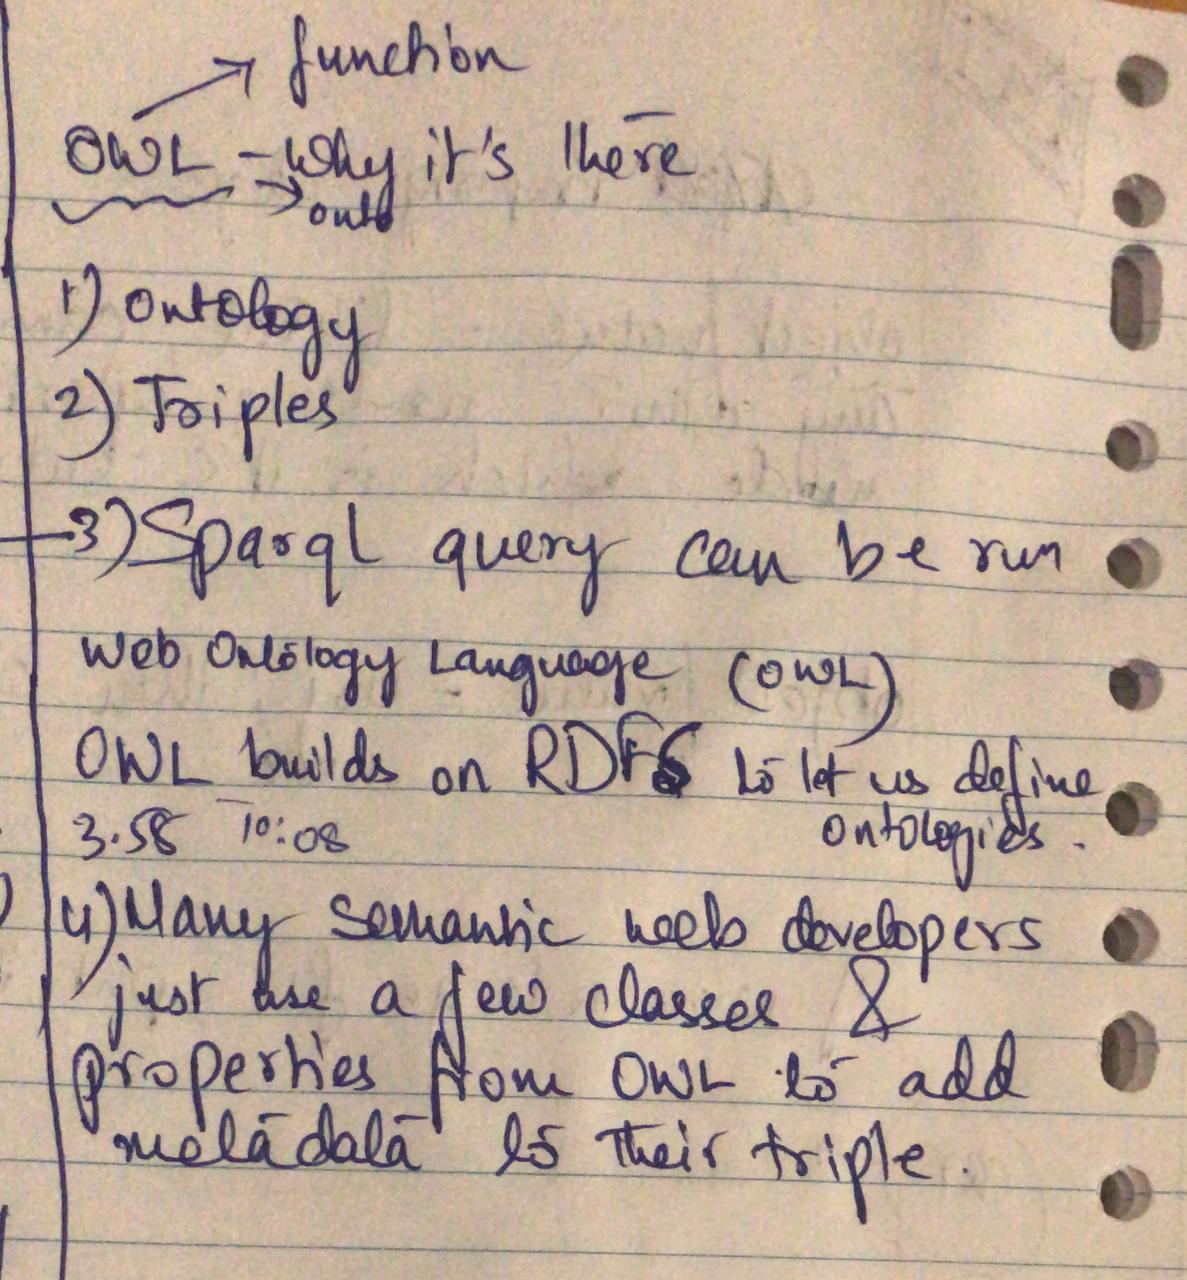 function
OWL - Why it's there
onto
1) Ontology
2) Triples
3) Sparql query can be run
Web Ontology Language (OWL)
OWL builds on RDFS to let us define
ontologies.
3.58 10:08
4) Many Semantic web developers
just use a few classes &
properties from OWL to add
metadata to their triple.